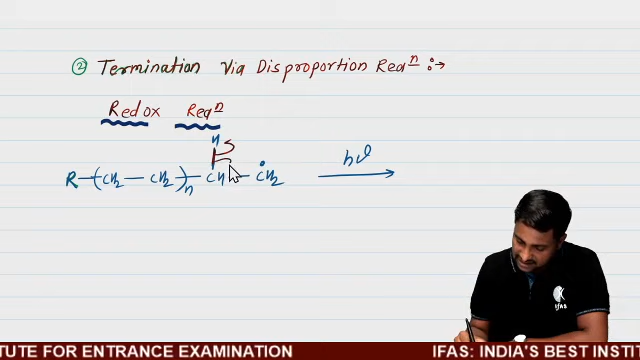 ② Termination via Disproportion Reaⁿ :→
Redox Reaⁿ
H
R—(CH₂—CH₂)ₙ—CH—ĊH₂ hν
IFAS
TUTE FOR ENTRANCE EXAMINATION IFAS: INDIA'S BEST INSTI